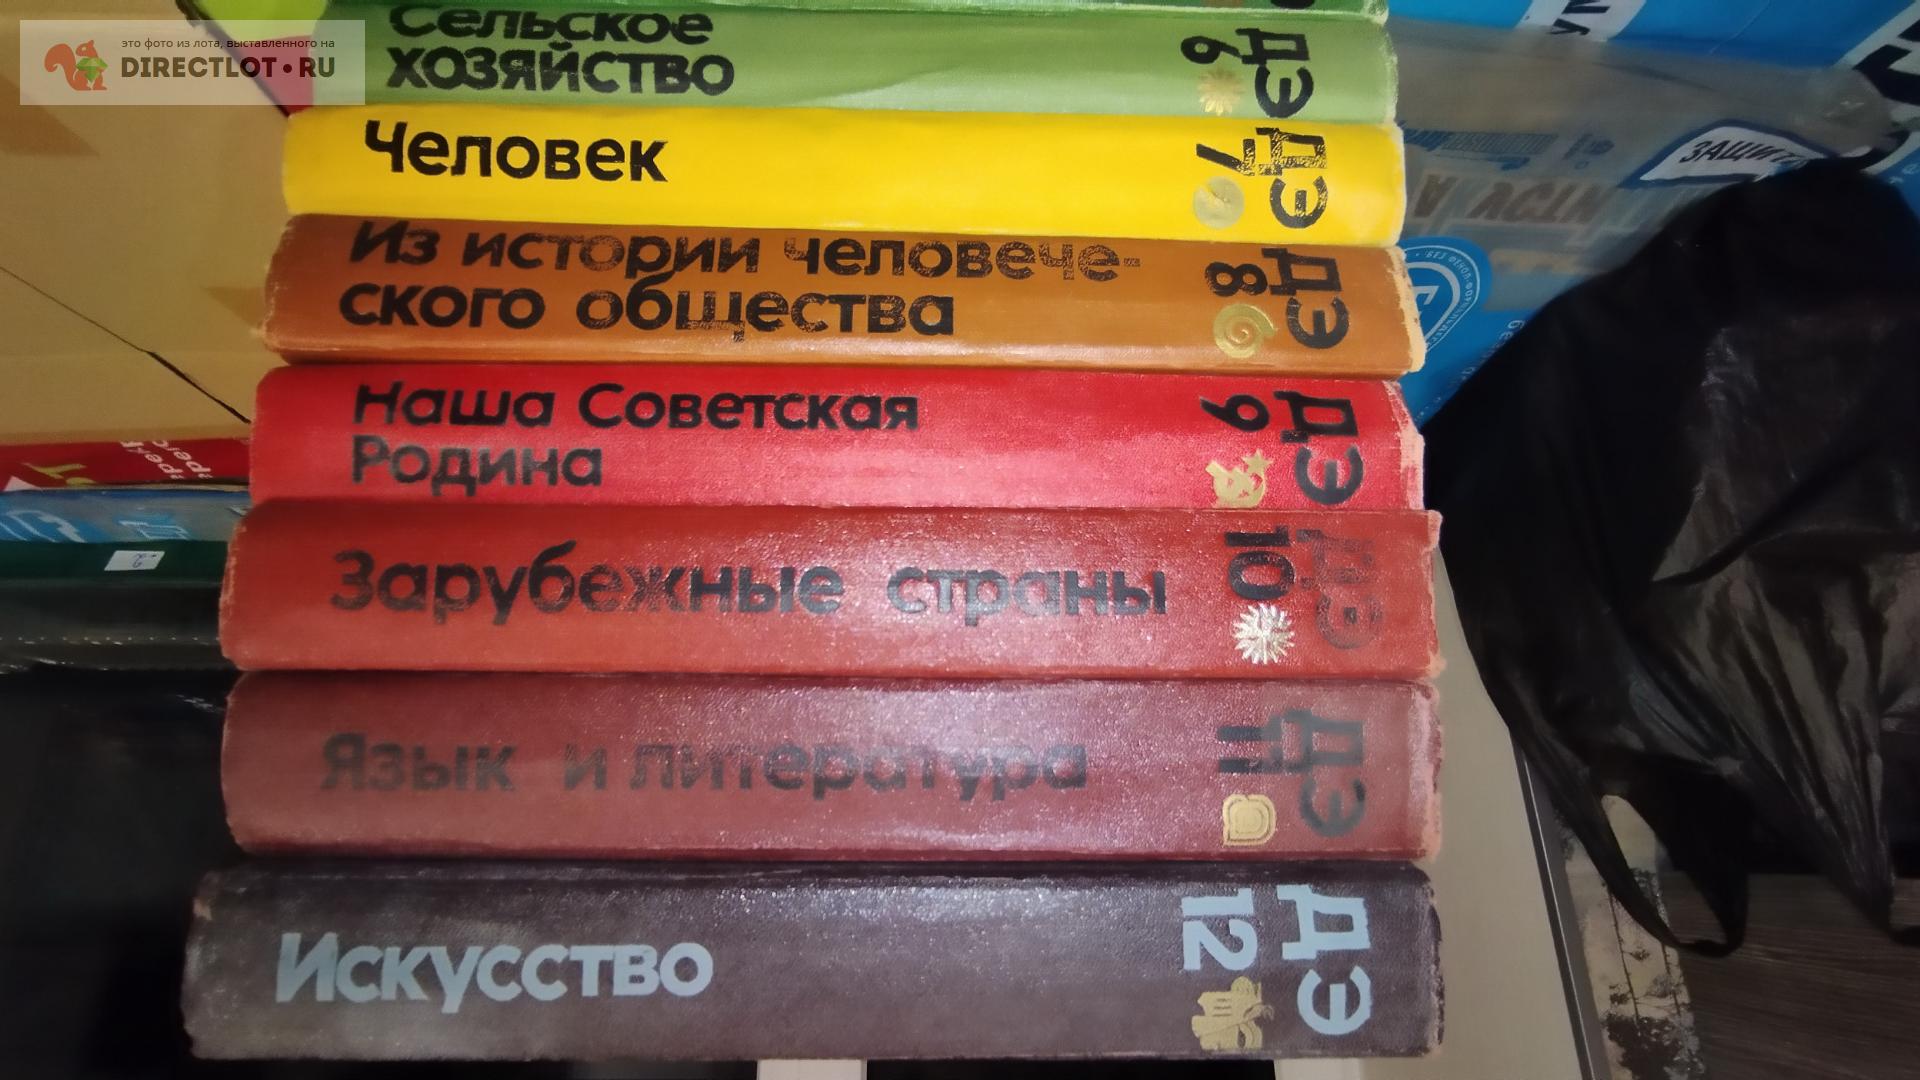 это фото из лота, выставленного на
DIRECTLOT.RU
Сельское
хозяйство
ДЭ
6
Человек
ДЭ
7
Из истории человече-
ского общества
ДЭ
8
Наша Советская
Родина
ДЭ
9
Зарубежные страны
ДЭ
10
Язык и литература
ДЭ
11
Искусство
ДЭ
12